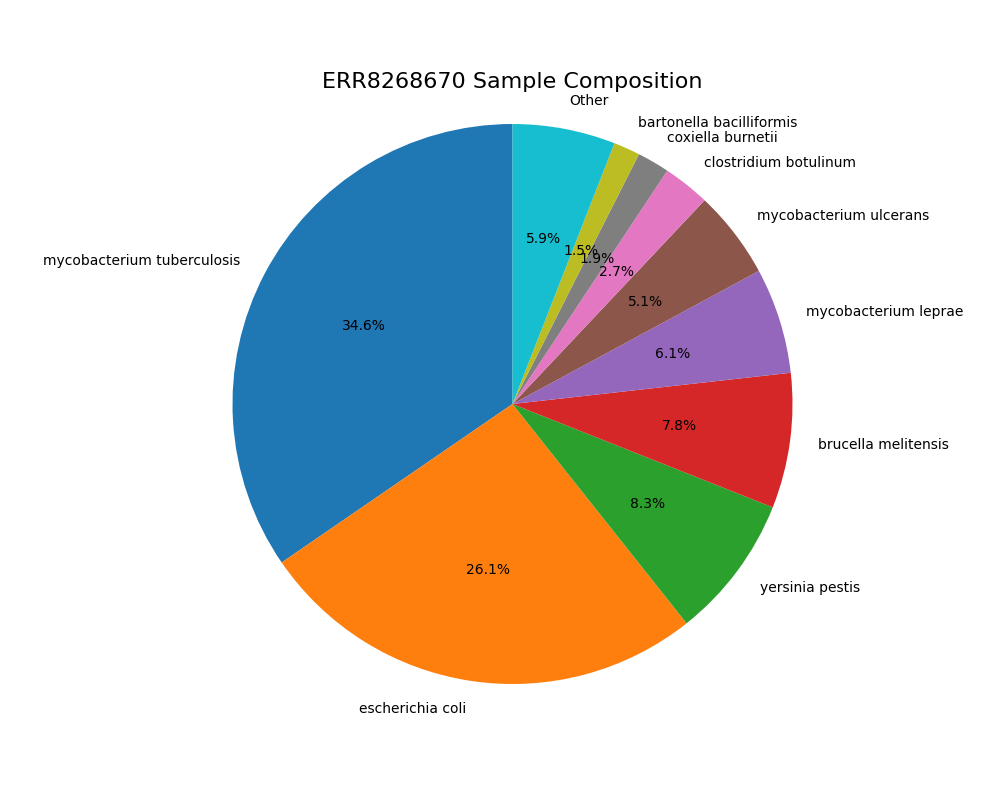 ERR8268670 Sample Composition
Other
bartonella bacilliformis
coxiella burnetii
clostridium botulinum
mycobacterium ulcerans
mycobacterium tuberculosis
mycobacterium leprae
brucella melitensis
yersinia pestis
escherichia coli
5.9%
1.5%
1.9%
2.7%
5.1%
34.6%
6.1%
7.8%
8.3%
26.1%